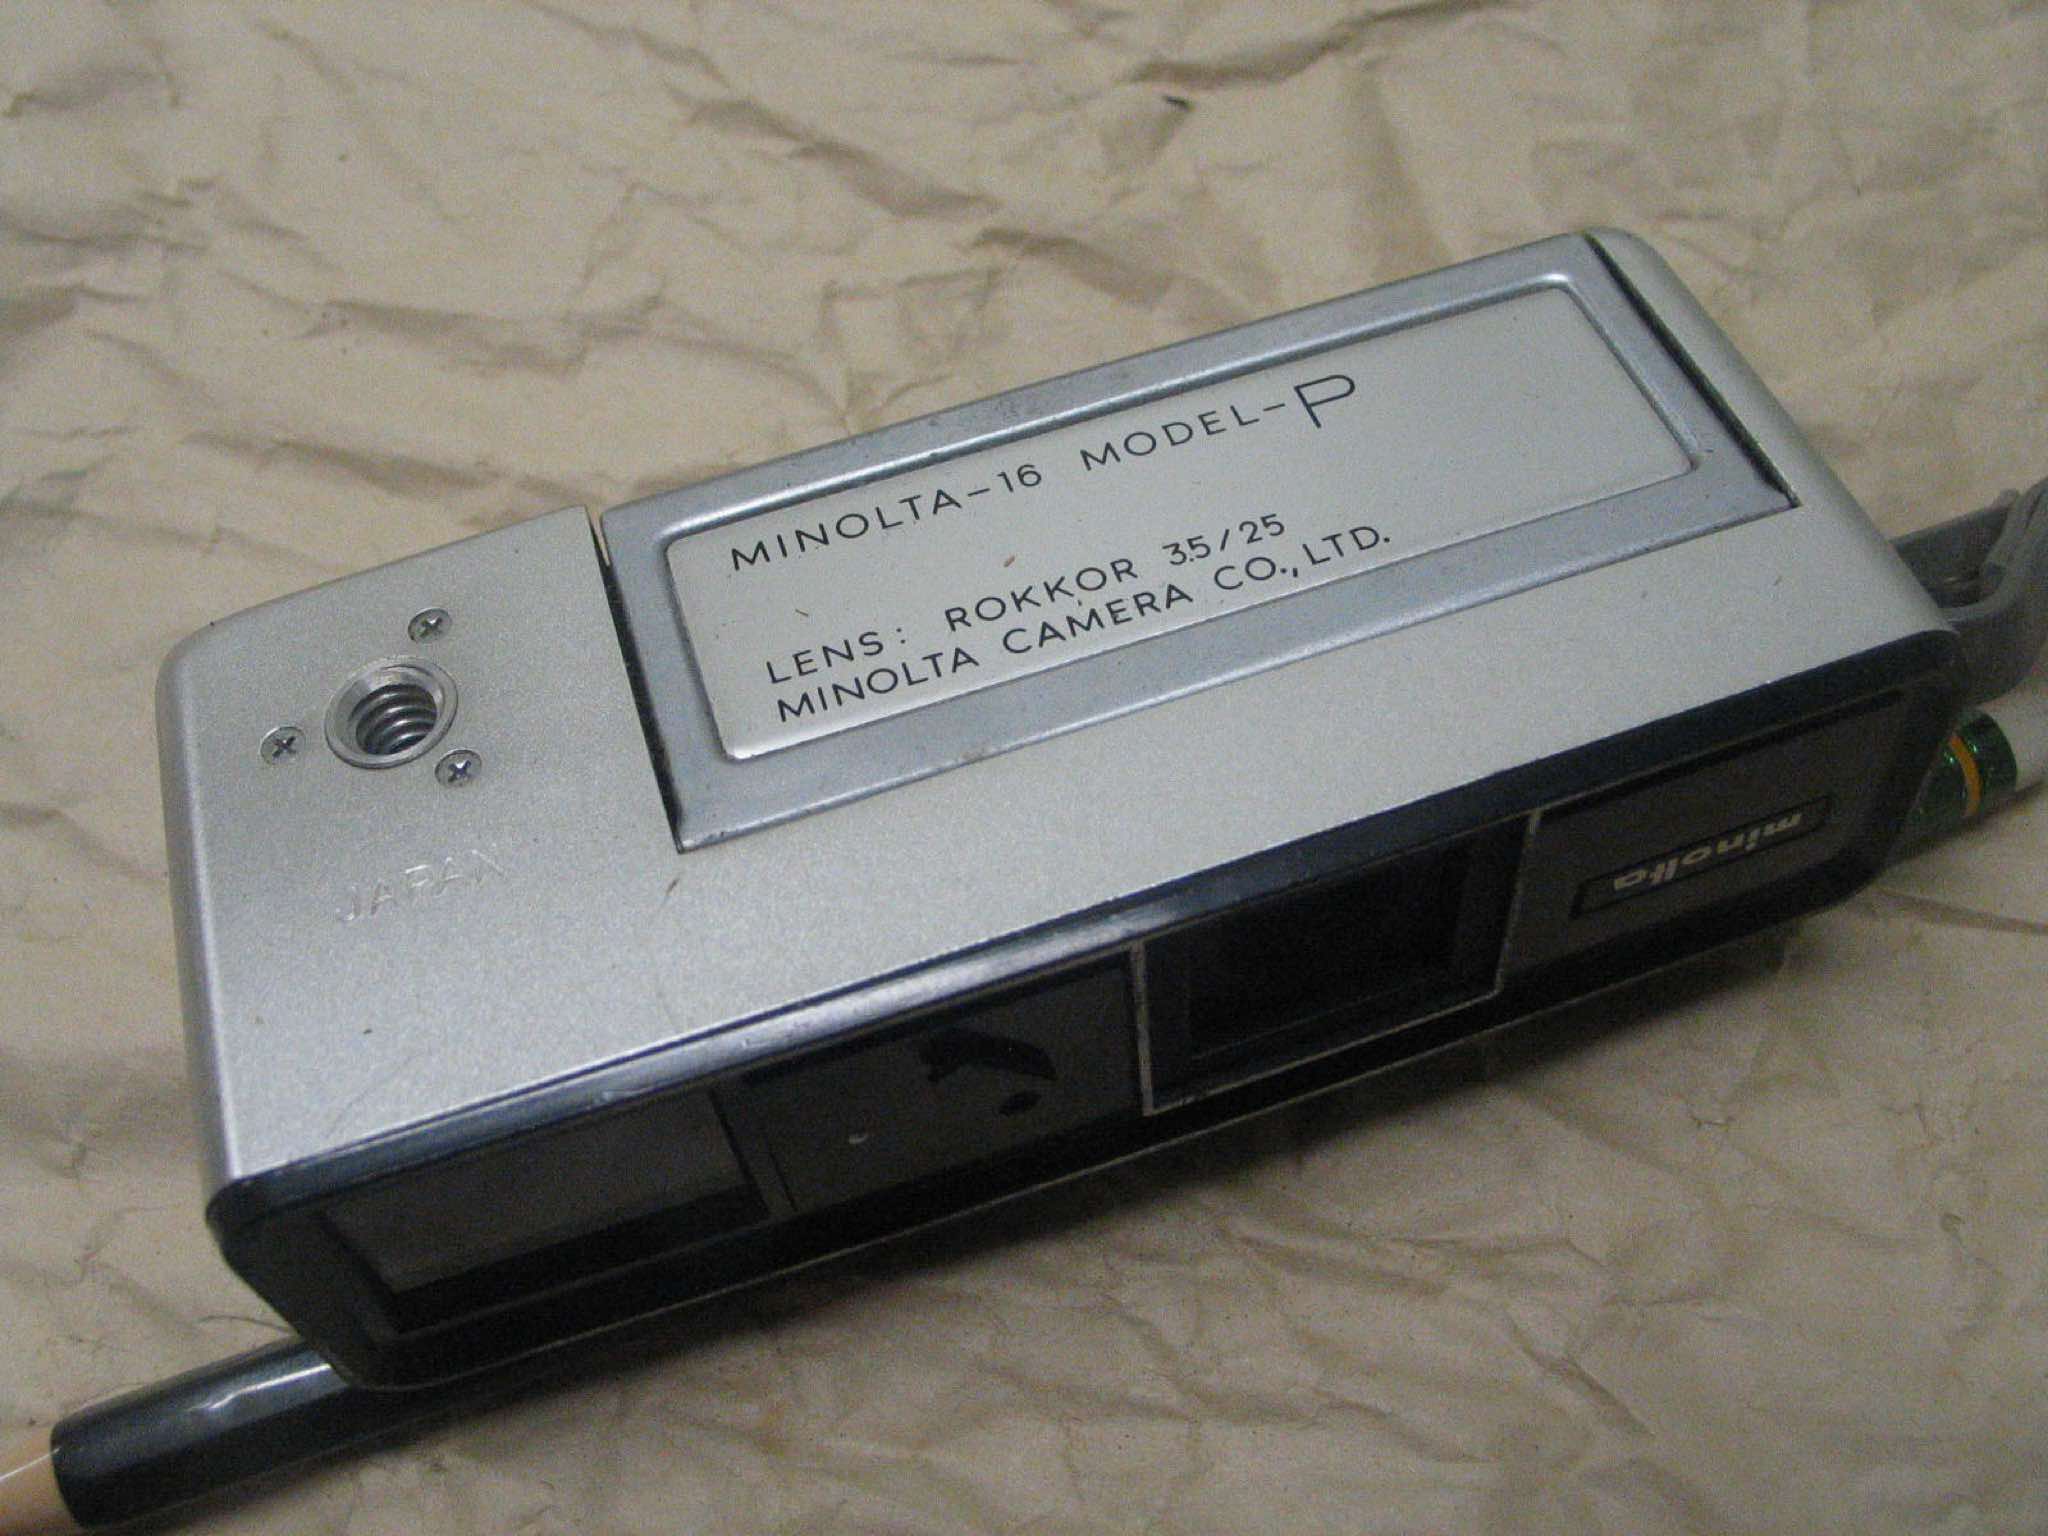 MINOLTA-16 MODEL-P
LENS: ROKKOR 3.5/25
MINOLTA CAMERA CO., LTD.
JAPAN
minolta